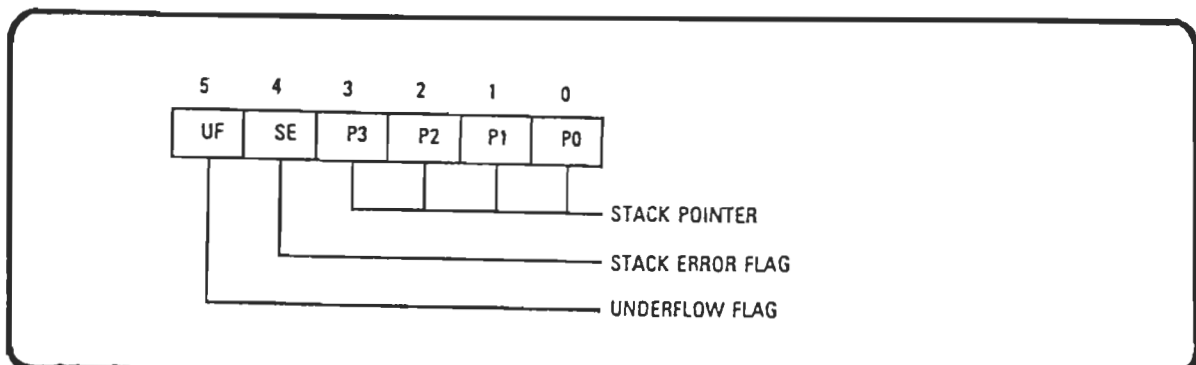 5 4 3 2 1 0
UF SE P3 P2 P1 P0
STACK POINTER
STACK ERROR FLAG
UNDERFLOW FLAG